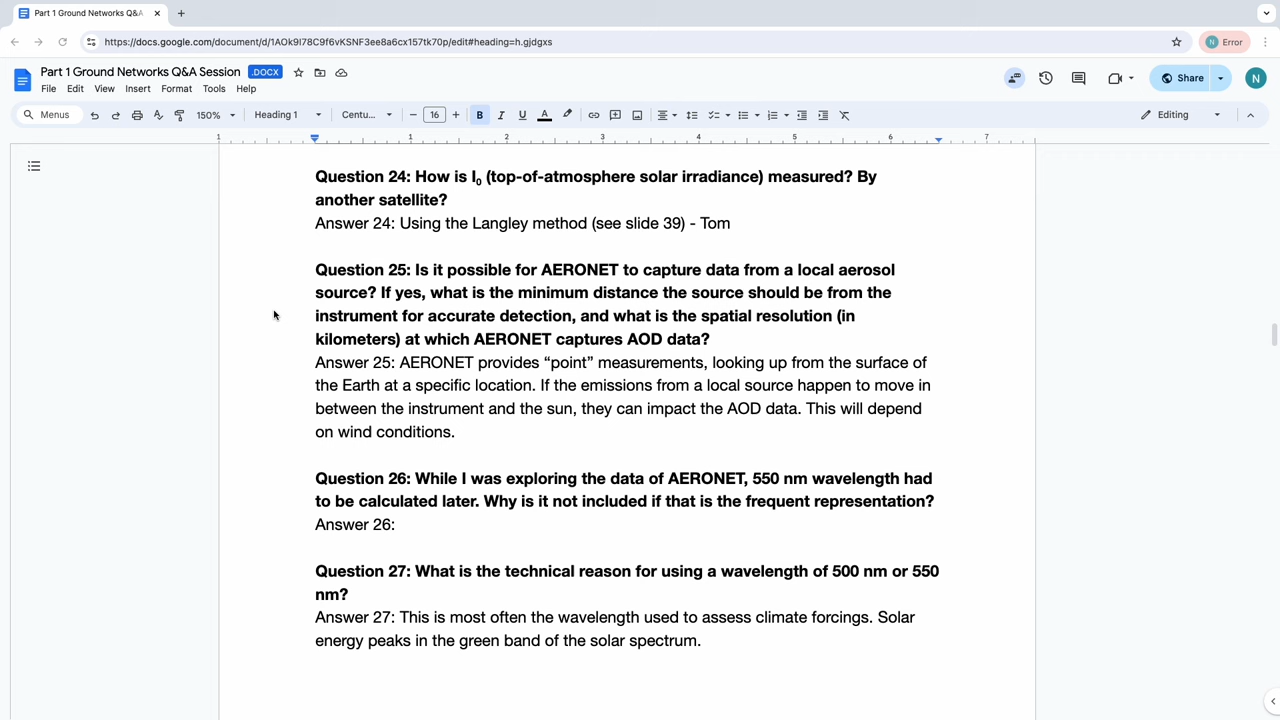 Part 1 Ground Networks Q&A
https://docs.google.com/document/d/1AOk9I78C9f6vKSNF3ee8a6cx157tk70p/edit#heading=h.gjdgxs
N Error
Part 1 Ground Networks Q&A Session .DOCX
File Edit View Insert Format Tools Help
Share N
Menus 150% Heading 1 Centu... 16 B I U A Editing
1 1 2 3 4 5 6 7
Question 24: How is I₀ (top-of-atmosphere solar irradiance) measured? By
another satellite?
Answer 24: Using the Langley method (see slide 39) - Tom
Question 25: Is it possible for AERONET to capture data from a local aerosol
source? If yes, what is the minimum distance the source should be from the
instrument for accurate detection, and what is the spatial resolution (in
kilometers) at which AERONET captures AOD data?
Answer 25: AERONET provides “point” measurements, looking up from the surface of
the Earth at a specific location. If the emissions from a local source happen to move in
between the instrument and the sun, they can impact the AOD data. This will depend
on wind conditions.
Question 26: While I was exploring the data of AERONET, 550 nm wavelength had
to be calculated later. Why is it not included if that is the frequent representation?
Answer 26:
Question 27: What is the technical reason for using a wavelength of 500 nm or 550
nm?
Answer 27: This is most often the wavelength used to assess climate forcings. Solar
energy peaks in the green band of the solar spectrum.